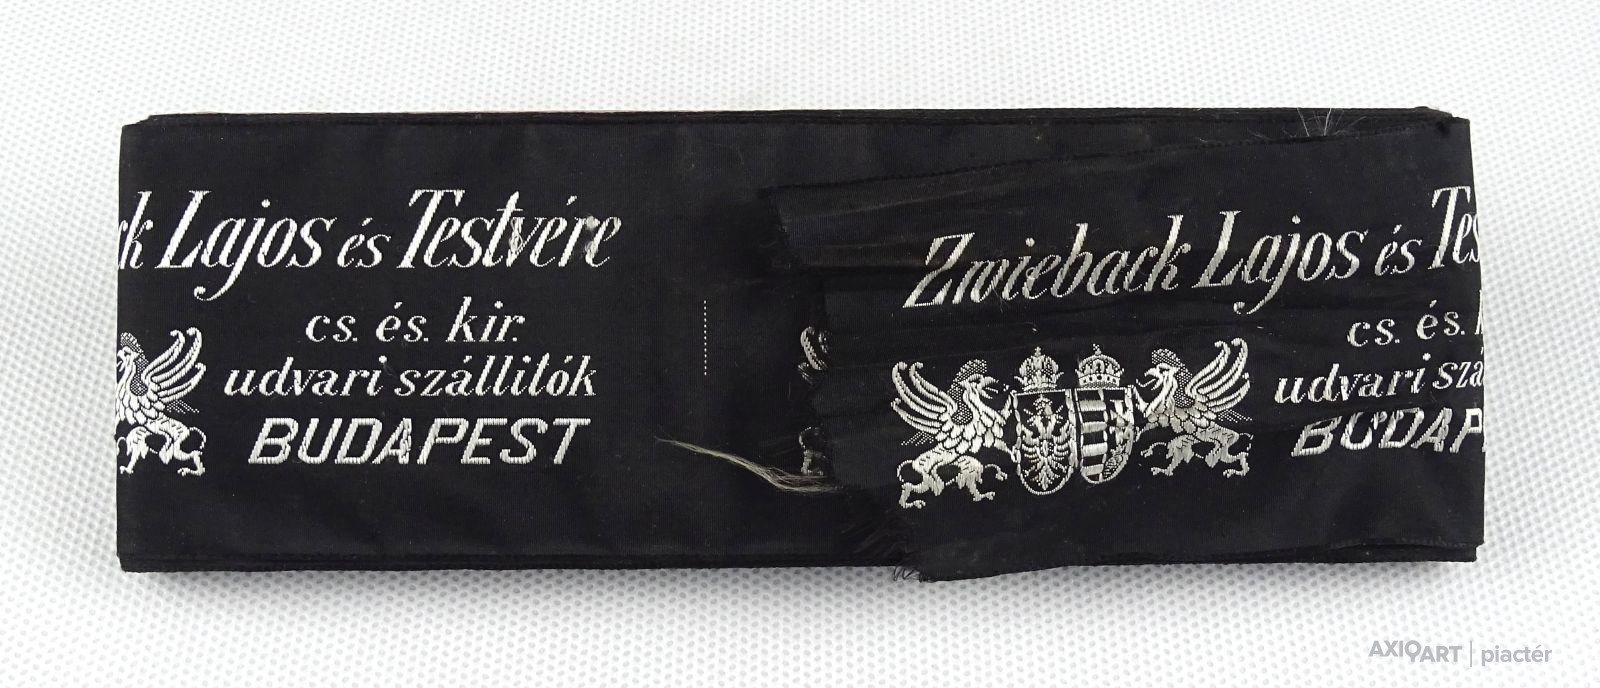 ck Lajos és Testvére
cs. és. kir.
udvari szállitók
BUDAPEST
Zwieback Lajos és Tes
cs. és. k
udvari szá
BUDAP
AXIOART | piactér